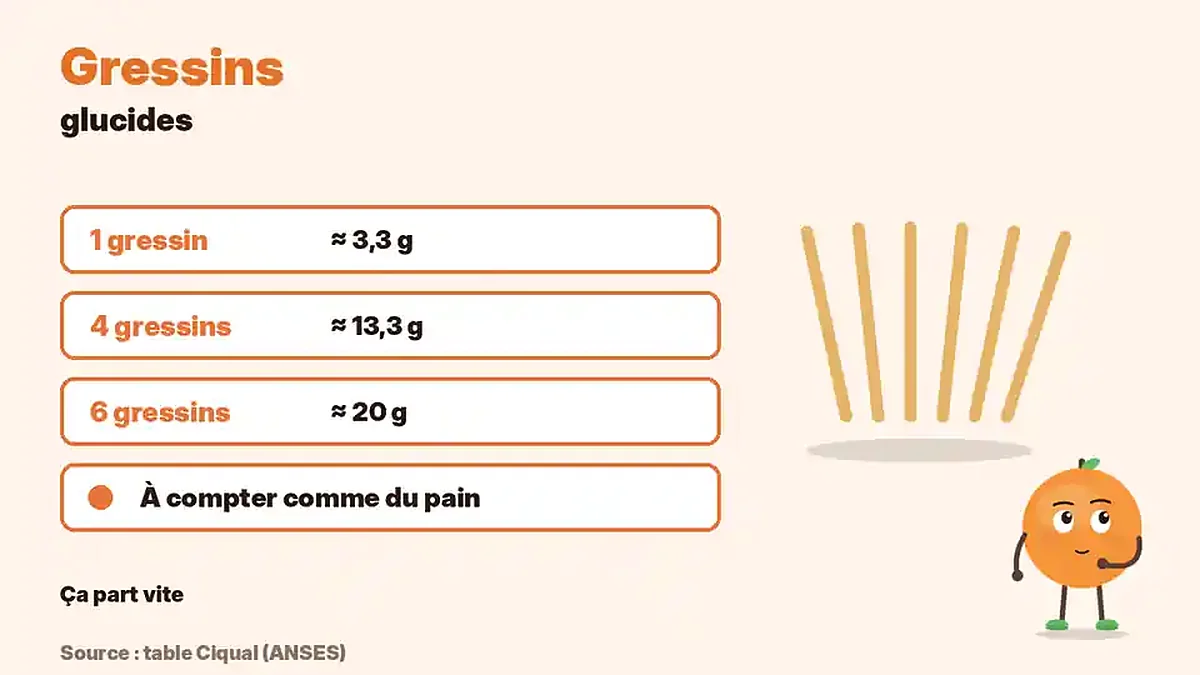 Gressins
glucides
1 gressin ≈ 3,3 g
4 gressins ≈ 13,3 g
6 gressins ≈ 20 g
À compter comme du pain
Ça part vite
Source : table Ciqual (ANSES)